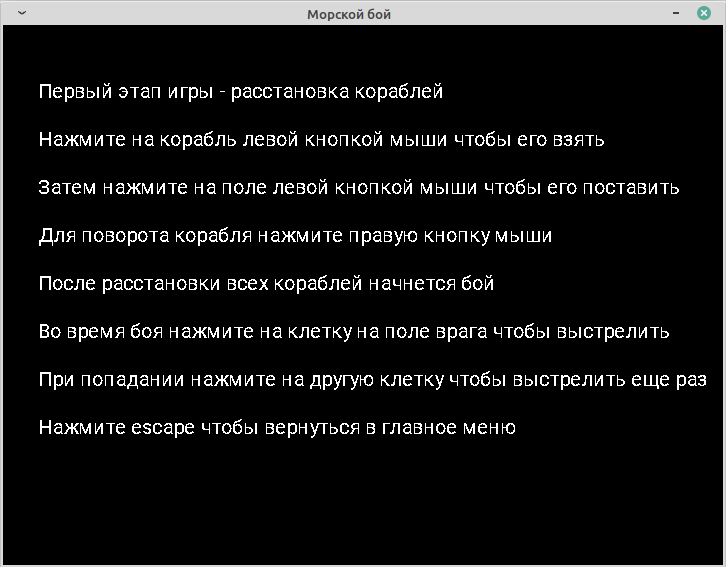 Морской бой
Первый этап игры - расстановка кораблей
Нажмите на корабль левой кнопкой мыши чтобы его взять
Затем нажмите на поле левой кнопкой мыши чтобы его поставить
Для поворота корабля нажмите правую кнопку мыши
После расстановки всех кораблей начнется бой
Во время боя нажмите на клетку на поле врага чтобы выстрелить
При попадании нажмите на другую клетку чтобы выстрелить еще раз
Нажмите escape чтобы вернуться в главное меню